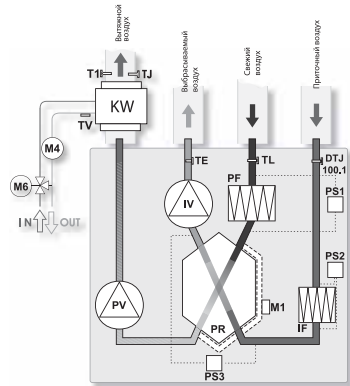 Вытяжной
воздух
Выбрасываемый
воздух
Свежий
воздух
Приточный воздух
T1
TJ
KW
TV
M4
M6
IN
OUT
TE
TL
DTJ
100.1
PF
PS1
IV
PS2
M1
PV
PR
IF
PS3